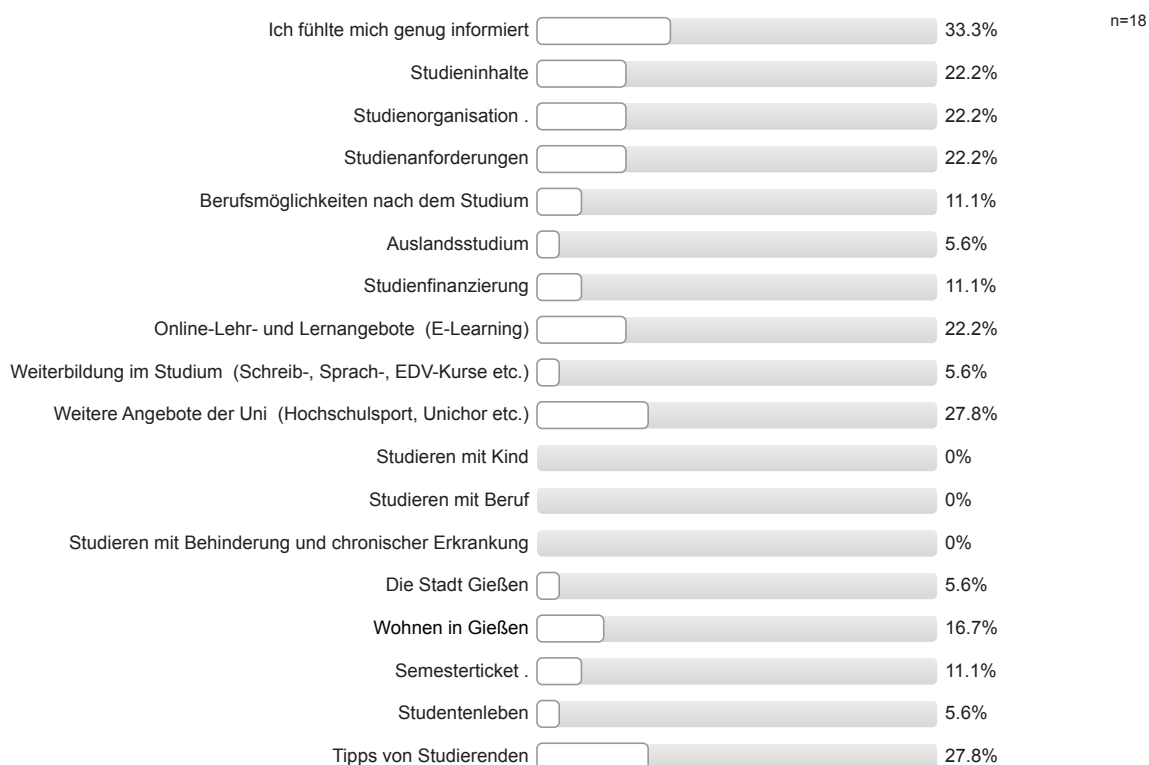 Ich fühlte mich genug informiert 33.3% n=18
Studieninhalte 22.2%
Studienorganisation . 22.2%
Studienanforderungen 22.2%
Berufsmöglichkeiten nach dem Studium 11.1%
Auslandsstudium 5.6%
Studienfinanzierung 11.1%
Online-Lehr- und Lernangebote (E-Learning) 22.2%
Weiterbildung im Studium (Schreib-, Sprach-, EDV-Kurse etc.) 5.6%
Weitere Angebote der Uni (Hochschulsport, Unichor etc.) 27.8%
Studieren mit Kind 0%
Studieren mit Beruf 0%
Studieren mit Behinderung und chronischer Erkrankung 0%
Die Stadt Gießen 5.6%
Wohnen in Gießen 16.7%
Semesterticket . 11.1%
Studentenleben 5.6%
Tipps von Studierenden 27.8%